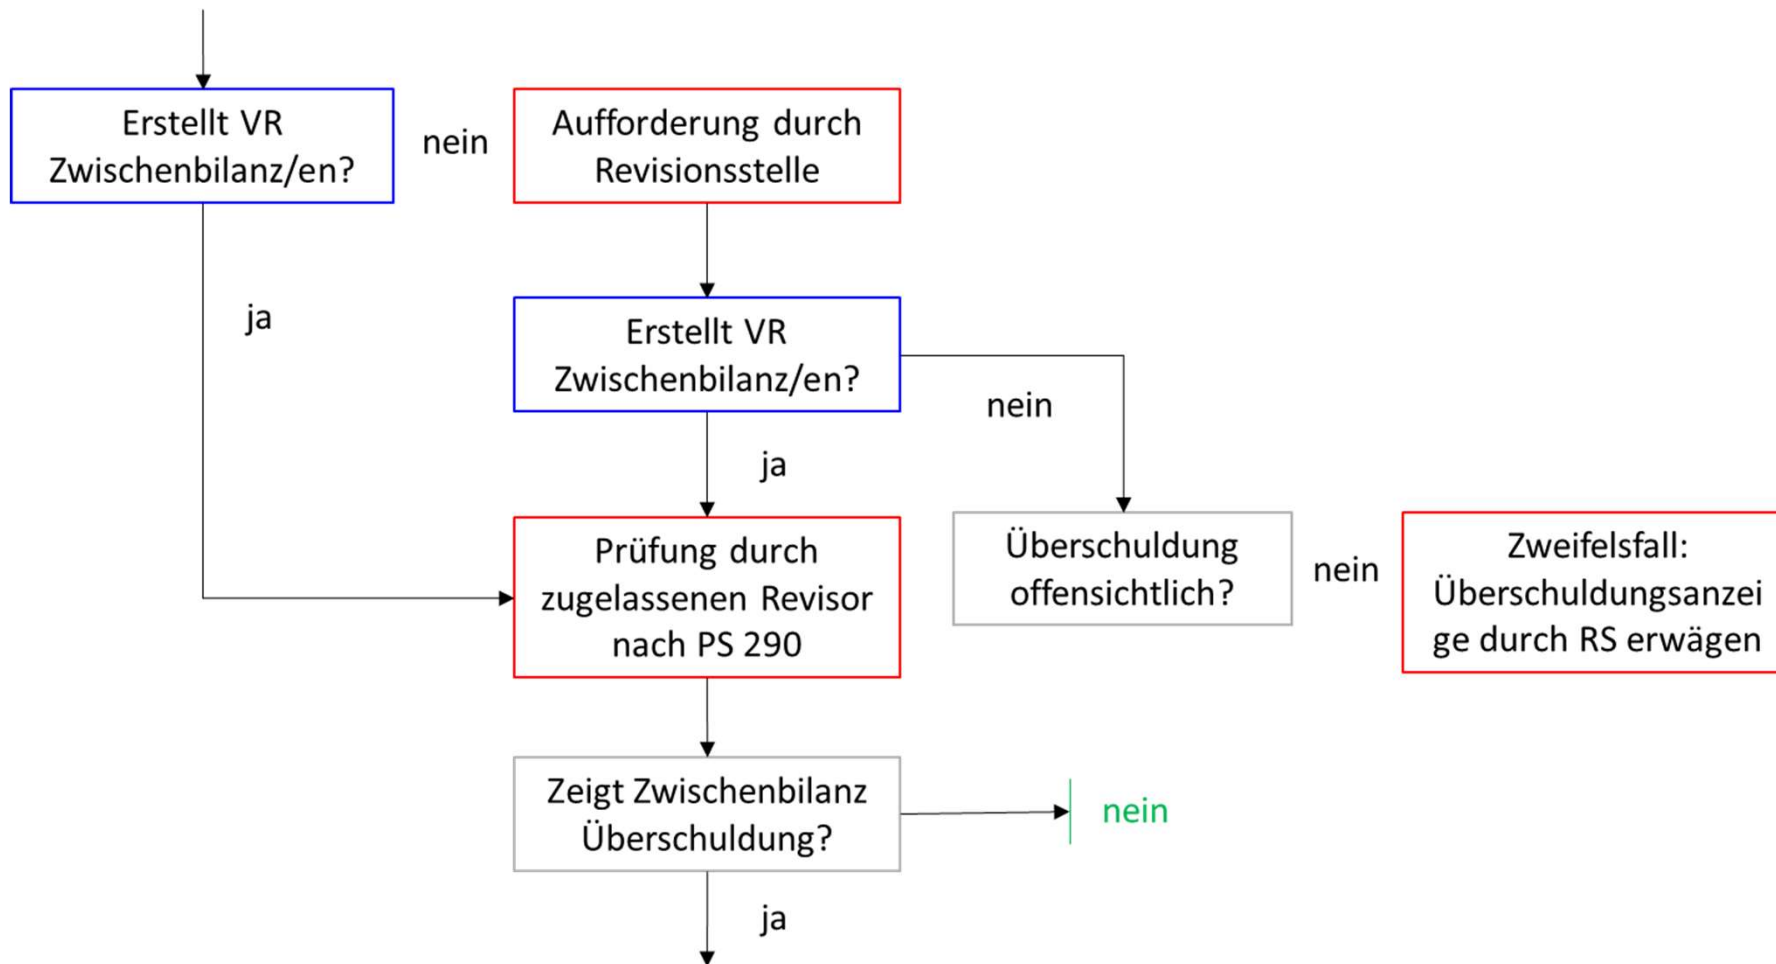 Erstellt VR
Zwischenbilanz/en?
nein
Aufforderung durch
Revisionsstelle
ja
Erstellt VR
Zwischenbilanz/en?
nein
ja
Prüfung durch
zugelassenen Revisor
nach PS 290
Überschuldung
offensichtlich?
nein
Zweifelsfall:
Überschuldungsanzei
ge durch RS erwägen
Zeigt Zwischenbilanz
Überschuldung?
nein
ja